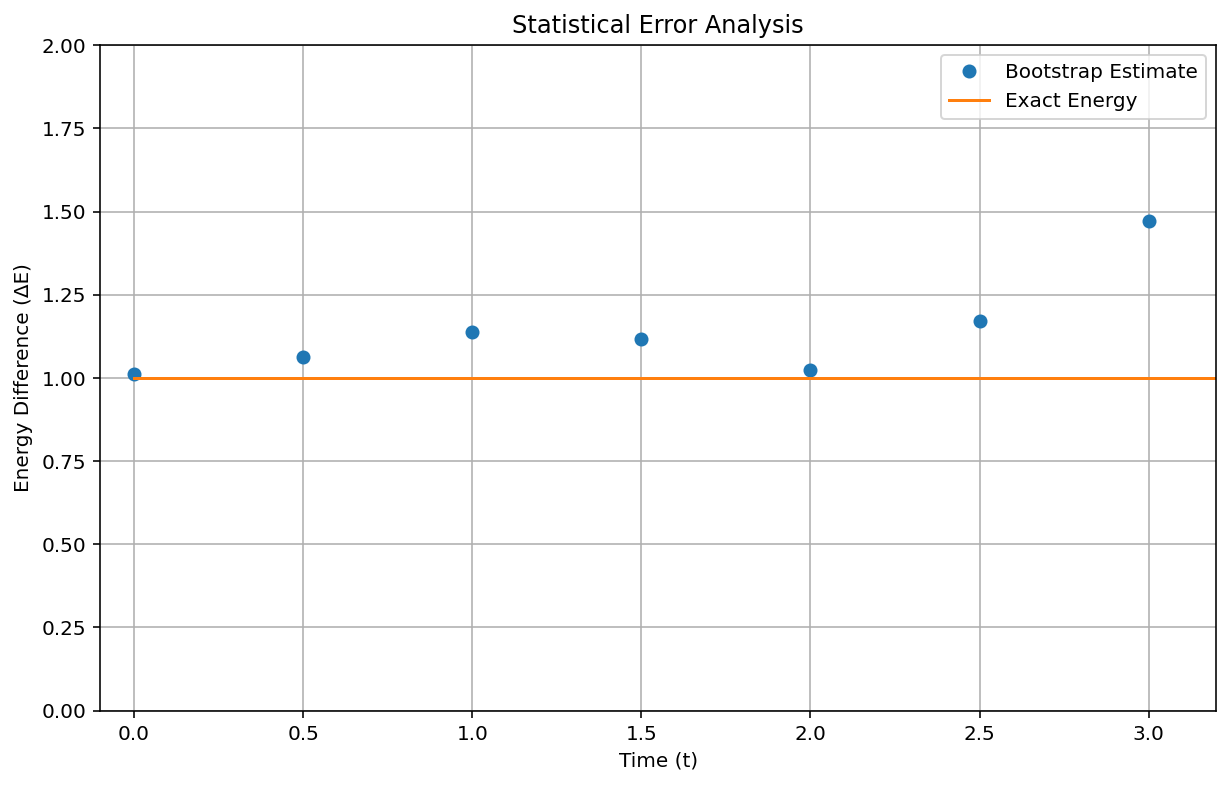 Statistical Error Analysis
Bootstrap Estimate
Exact Energy
Energy Difference (ΔE)
2.00
1.75
1.50
1.25
1.00
0.75
0.50
0.25
0.00
0.0 0.5 1.0 1.5 2.0 2.5 3.0
Time (t)